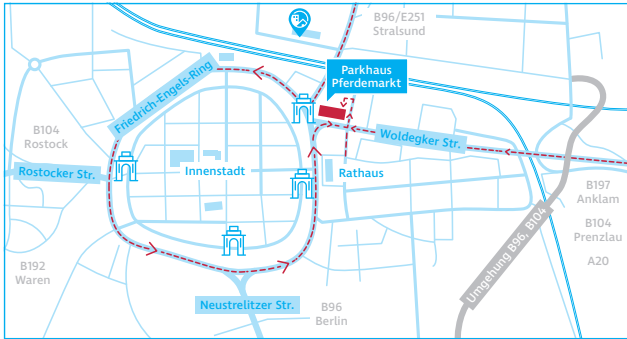 B96/E251
Stralsund
Parkhaus
Pferdemarkt
Friedrich-Engels-Ring
B104
Rostock
Woldegker Str.
Rostocker Str.
Innenstadt
Rathaus
B197
Anklam
B104
Prenzlau
A20
Umgehung B96, B104
B192
Waren
Neustrelitzer Str.
B96
Berlin